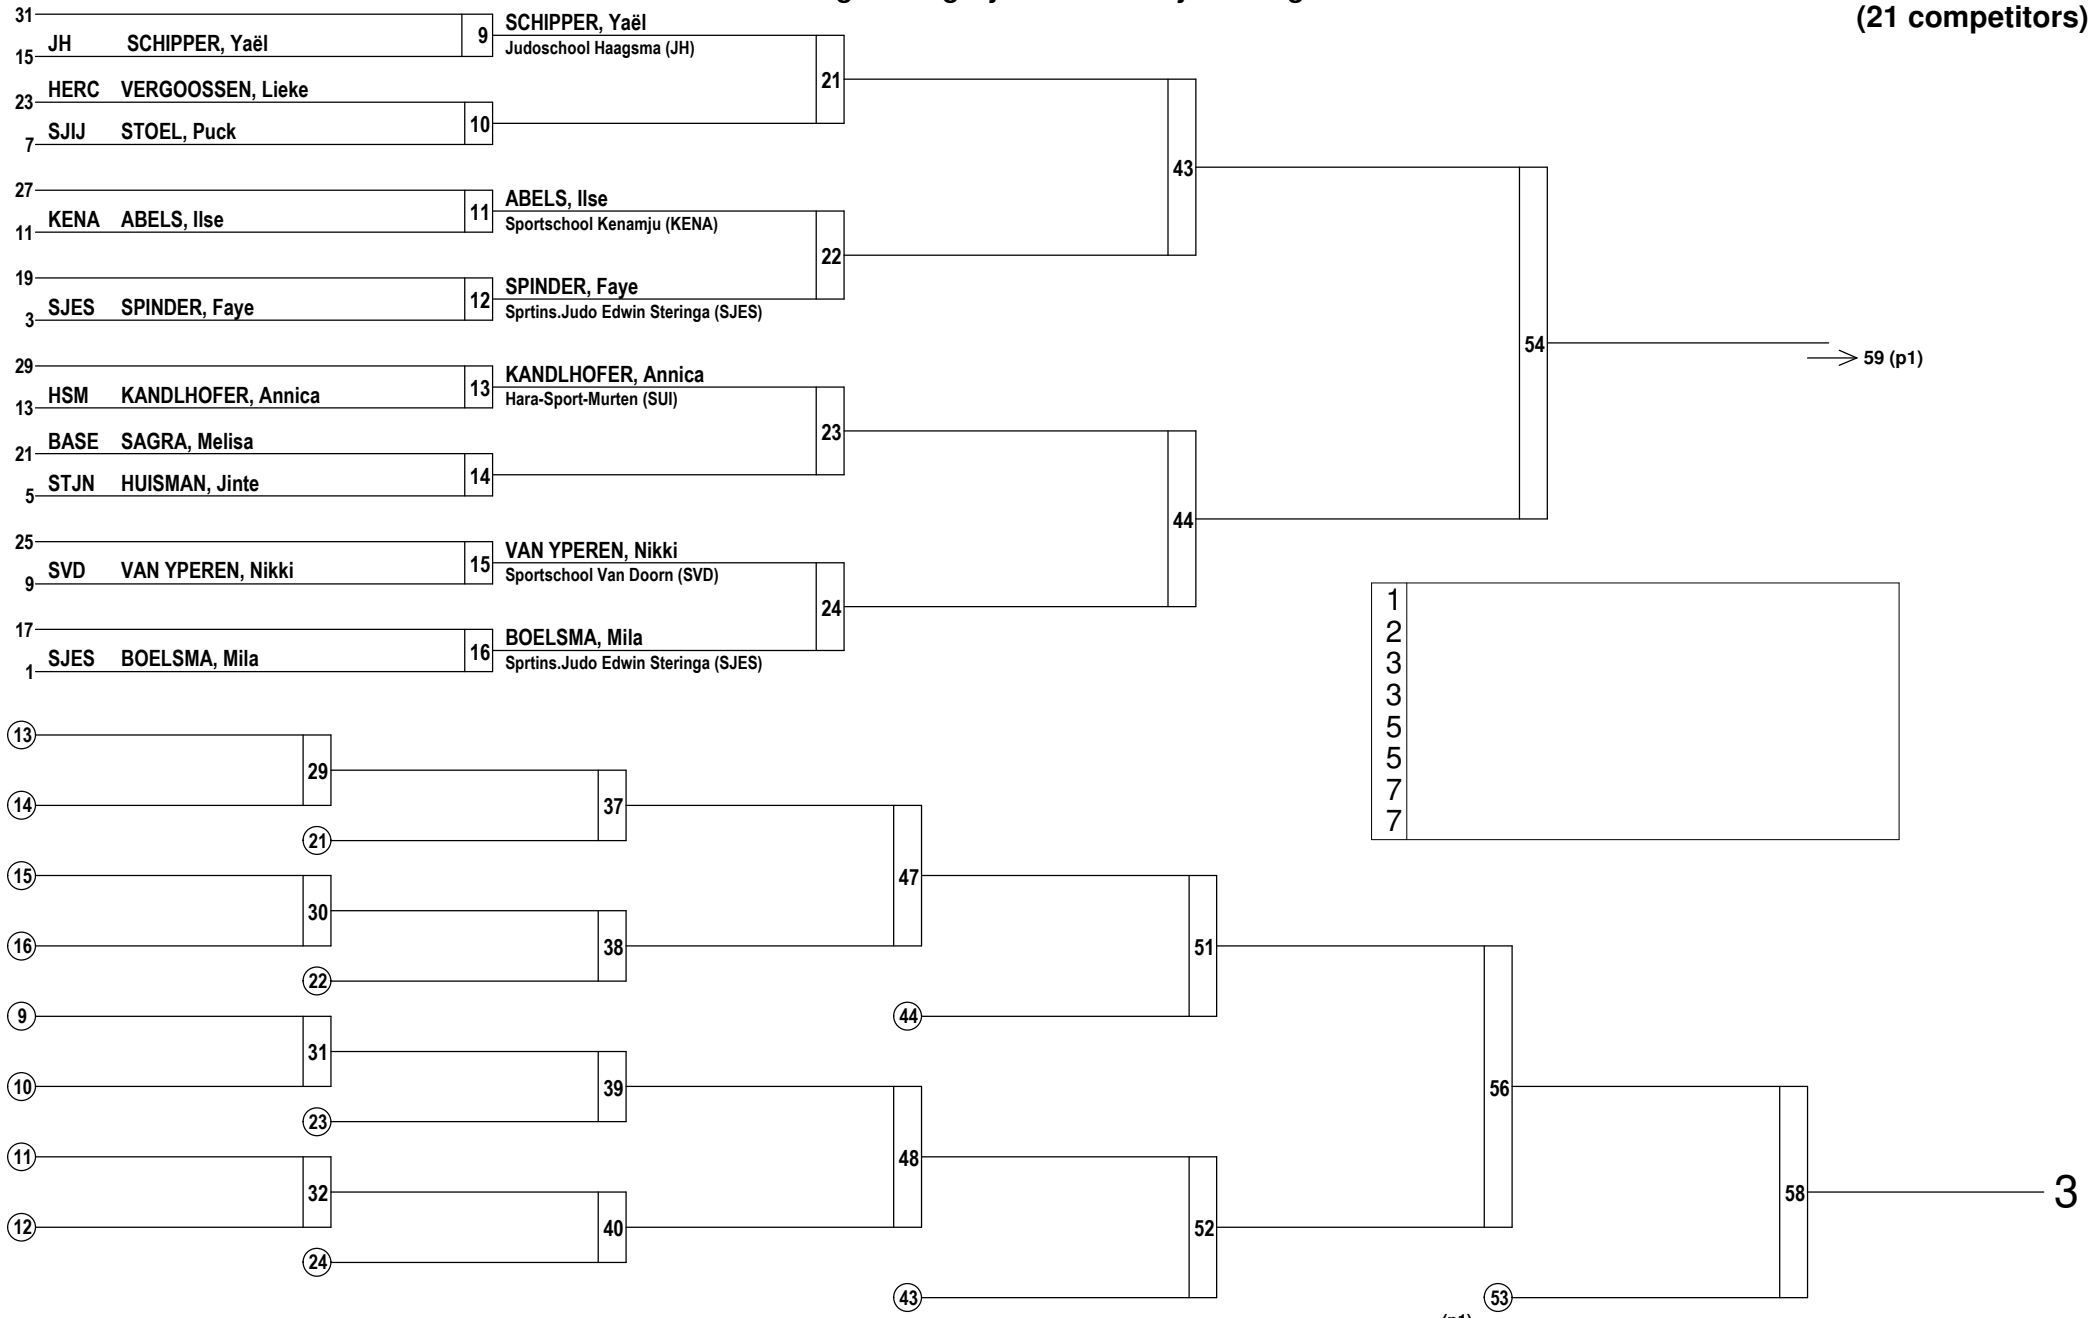 (21 competitors)
31
JH SCHIPPER, Yaël
15
9
SCHIPPER, Yaël
Judoschool Haagsma (JH)
21
HERC VERGOOSSEN, Lieke
23
SJIJ STOEL, Puck
7
10
43
27
KENA ABELS, Ilse
11
11
ABELS, Ilse
Sportschool Kenamju (KENA)
22
19
SJES SPINDER, Faye
3
12
SPINDER, Faye
Sprtins.Judo Edwin Steringa (SJES)
54
59 (p1)
29
HSM KANDLHOFER, Annica
13
13
KANDLHOFER, Annica
Hara-Sport-Murten (SUI)
23
BASE SAGRA, Melisa
21
STJN HUISMAN, Jinte
5
14
44
25
SVD VAN YPEREN, Nikki
9
15
VAN YPEREN, Nikki
Sportschool Van Doorn (SVD)
24
17
SJES BOELSMA, Mila
1
16
BOELSMA, Mila
Sprtins.Judo Edwin Steringa (SJES)
1
2
3
3
5
5
7
7
13
29
14
37
21
15
47
30
16
38
22
51
9
44
31
10
39
56
23
11
48
32
12
40
52
58
3
24
43
53
(p1)